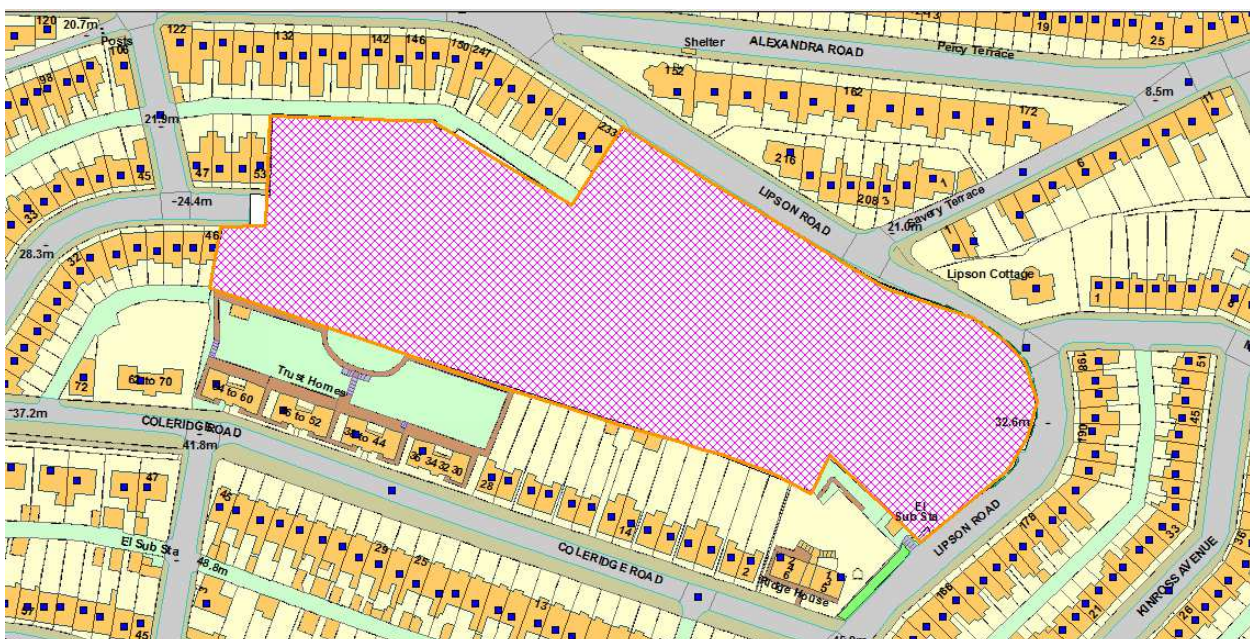 120
20.7m
Posts
106
122
132
142
146
150
247
Shelter
ALEXANDRA ROAD
Percy Terrace
19
25
98
152
162
172
8.5m
11
21.9m
233
216
208
3
1
6
45
47
53
LIPSON ROAD
Savery Terrace
21.0m
24.4m
33
46
28.3m
32
1
Lipson Cottage
1
8
72
62 to 70
Trust Homes
54 to 60
198
51
45
190
32.6m
37.2m
COLERIDGE ROAD
41.8m
38 to 44
36 34 32 30
28
14
2
El
Sub Sta
LIPSON ROAD
178
33
36
47
45
29
25
El Sub Sta
48.8m
COLERIDGE ROAD
Ridge House
168
21
KINROSS AVENUE
26
13
3
57
45